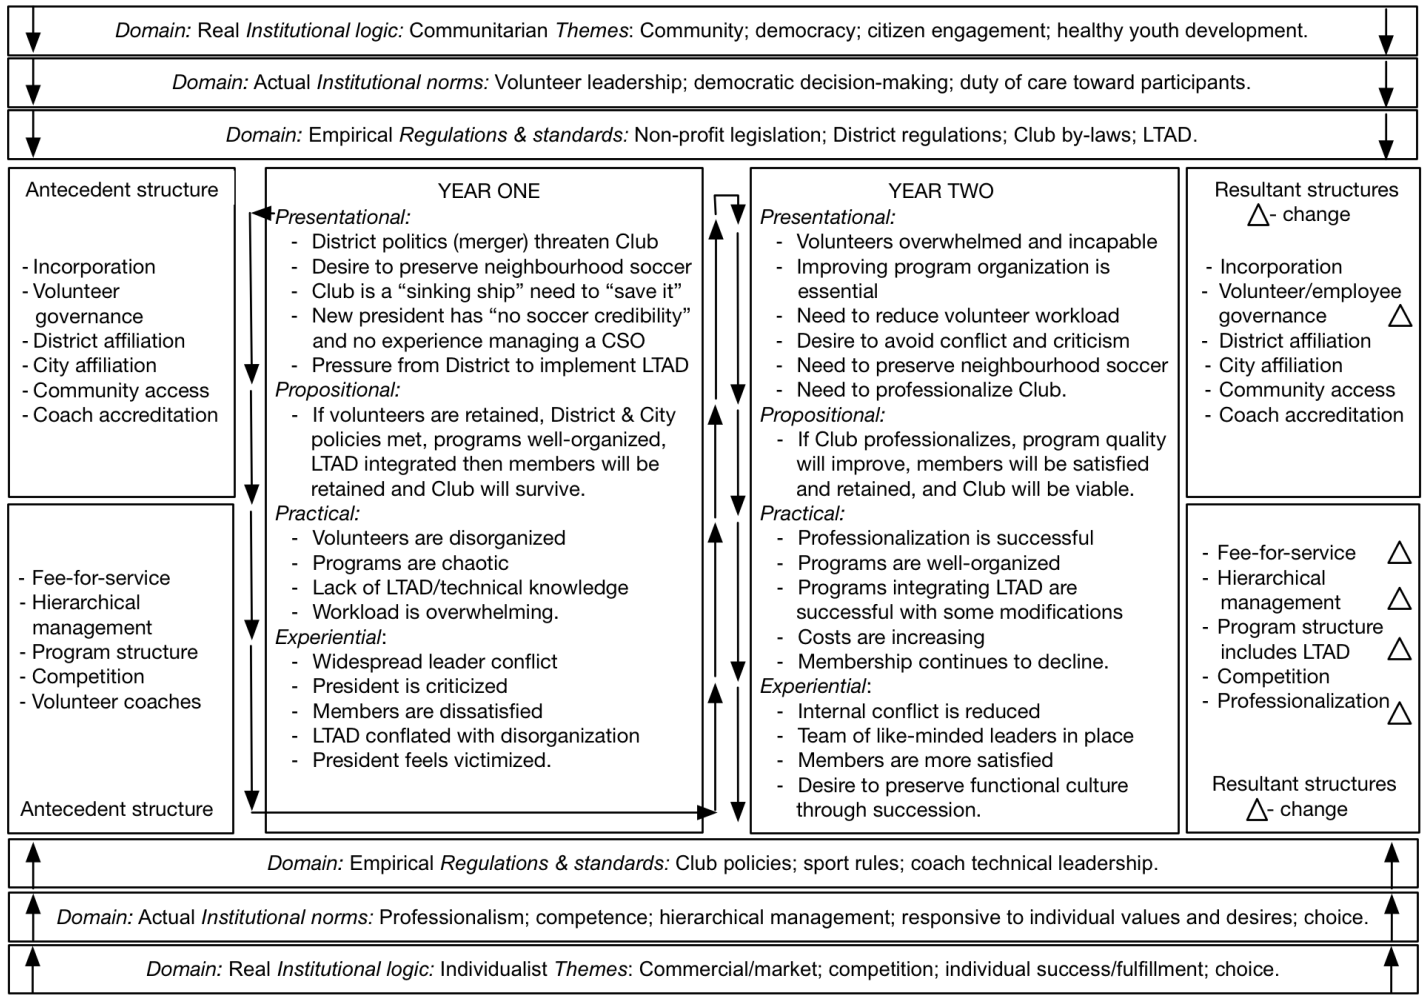 Domain: Real Institutional logic: Communitarian Themes: Community; democracy; citizen engagement; healthy youth development.
Domain: Actual Institutional norms: Volunteer leadership; democratic decision-making; duty of care toward participants.
Domain: Empirical Regulations & standards: Non-profit legislation; District regulations; Club by-laws; LTAD.
Antecedent structure
- Incorporation
- Volunteer
governance
- District affiliation
- City affiliation
- Community access
- Coach accreditation
- Fee-for-service
- Hierarchical
management
- Program structure
- Competition
- Volunteer coaches
Antecedent structure
YEAR ONE
Presentational:
- District politics (merger) threaten Club
- Desire to preserve neighbourhood soccer
- Club is a “sinking ship” need to “save it”
- New president has “no soccer credibility”
and no experience managing a CSO
- Pressure from District to implement LTAD
Propositional:
- If volunteers are retained, District & City
policies met, programs well-organized,
LTAD integrated then members will be
retained and Club will survive.
Practical:
- Volunteers are disorganized
- Programs are chaotic
- Lack of LTAD/technical knowledge
- Workload is overwhelming.
Experiential:
- Widespread leader conflict
- President is criticized
- Members are dissatisfied
- LTAD conflated with disorganization
- President feels victimized.
YEAR TWO
Presentational:
- Volunteers overwhelmed and incapable
- Improving program organization is
essential
- Need to reduce volunteer workload
- Desire to avoid conflict and criticism
- Need to preserve neighbourhood soccer
- Need to professionalize Club.
Propositional:
- If Club professionalizes, program quality
will improve, members will be satisfied
and retained, and Club will be viable.
Practical:
- Professionalization is successful
- Programs are well-organized
- Programs integrating LTAD are
successful with some modifications
- Costs are increasing
- Membership continues to decline.
Experiential:
- Internal conflict is reduced
- Team of like-minded leaders in place
- Members are more satisfied
- Desire to preserve functional culture
through succession.
Resultant structures
△- change
- Incorporation
- Volunteer/employee
governance △
- District affiliation
- City affiliation
- Community access
- Coach accreditation
- Fee-for-service △
- Hierarchical
management △
- Program structure
includes LTAD △
- Competition
- Professionalization △
Resultant structures
△- change
Domain: Empirical Regulations & standards: Club policies; sport rules; coach technical leadership.
Domain: Actual Institutional norms: Professionalism; competence; hierarchical management; responsive to individual values and desires; choice.
Domain: Real Institutional logic: Individualist Themes: Commercial/market; competition; individual success/fulfillment; choice.